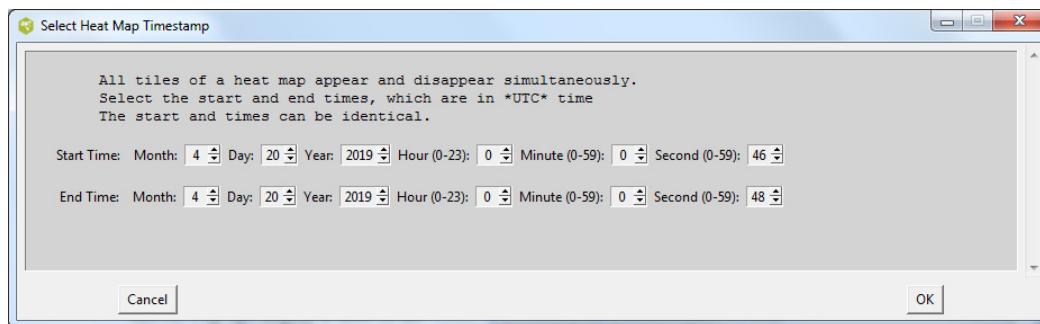 Select Heat Map Timestamp
All tiles of a heat map appear and disappear simultaneously.
Select the start and end times, which are in *UTC* time
The start and times can be identical.
Start Time: Month: 4 Day: 20 Year: 2019 Hour (0-23): 0 Minute (0-59): 0 Second (0-59): 46
End Time: Month: 4 Day: 20 Year: 2019 Hour (0-23): 0 Minute (0-59): 0 Second (0-59): 48
Cancel OK